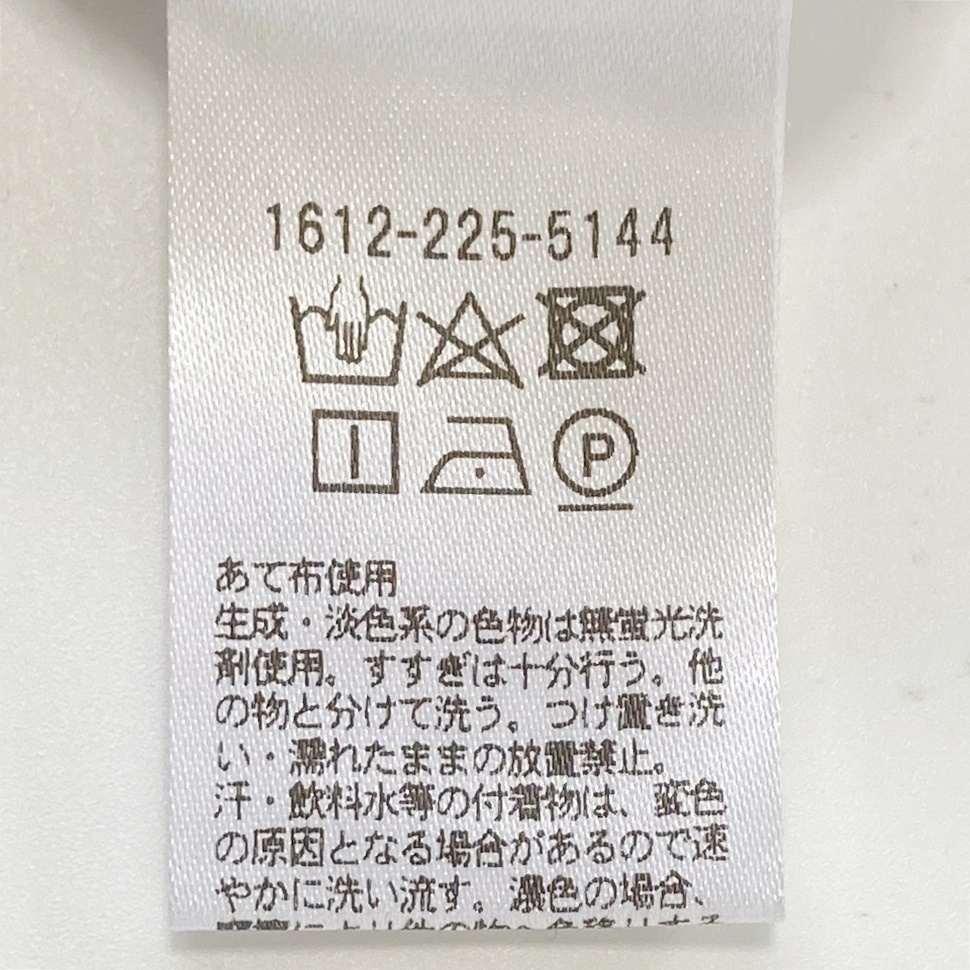 1612-225-5144
P
あて布使用
生成・淡色系の色物は無蛍光洗
剤使用。すすぎは十分行う。他
の物と分けて洗う。つけ置き洗
い・濡れたままの放置禁止。
汗・飲料水等の付着物は、変色
の原因となる場合があるので速
やかに洗い流す。濃色の場合、